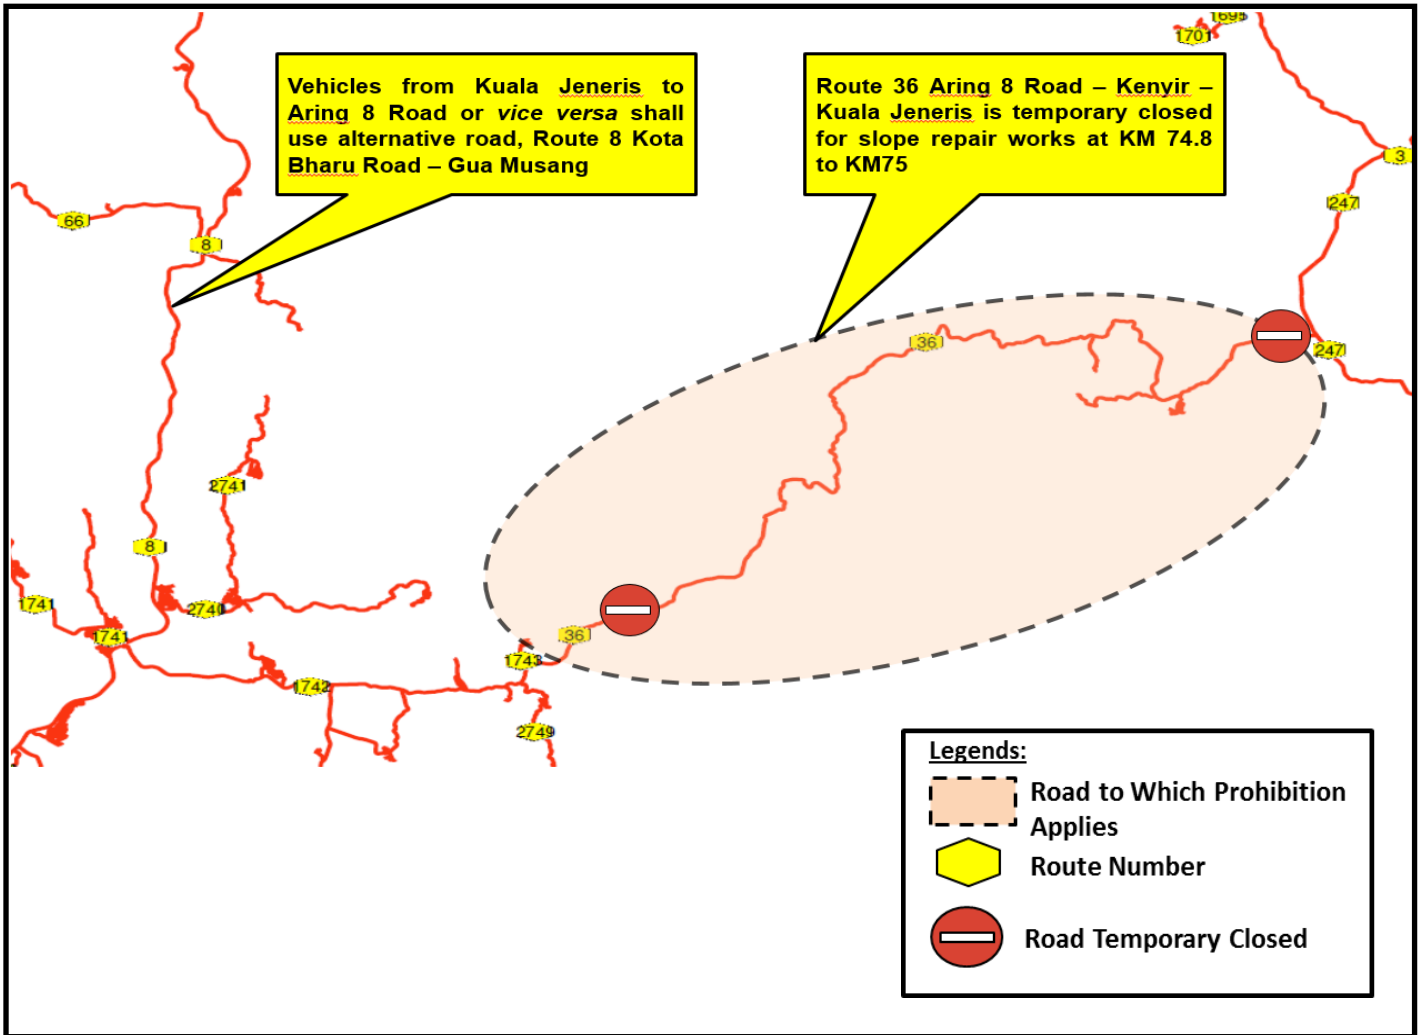 1695
1701
Vehicles from Kuala Jeneris to
Aring 8 Road or vice versa shall
use alternative road, Route 8 Kota
Bharu Road – Gua Musang
Route 36 Aring 8 Road – Kenyir –
Kuala Jeneris is temporary closed
for slope repair works at KM 74.8
to KM75
3
247
66
8
36
247
2741
8
1741
2740
1741
36
1743
1742
2749
Legends:
Road to Which Prohibition
Applies
Route Number
Road Temporary Closed